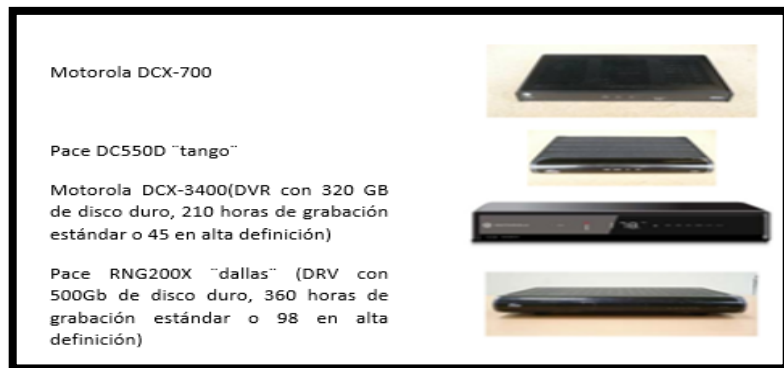 Motorola DCX-700
Pace DC550D ¨tango¨
Motorola DCX-3400(DVR con 320 GB
de disco duro, 210 horas de grabación
estándar o 45 en alta definición)
Pace RNG200X ¨dallas¨ (DRV con
500Gb de disco duro, 360 horas de
grabación estándar o 98 en alta
definición)